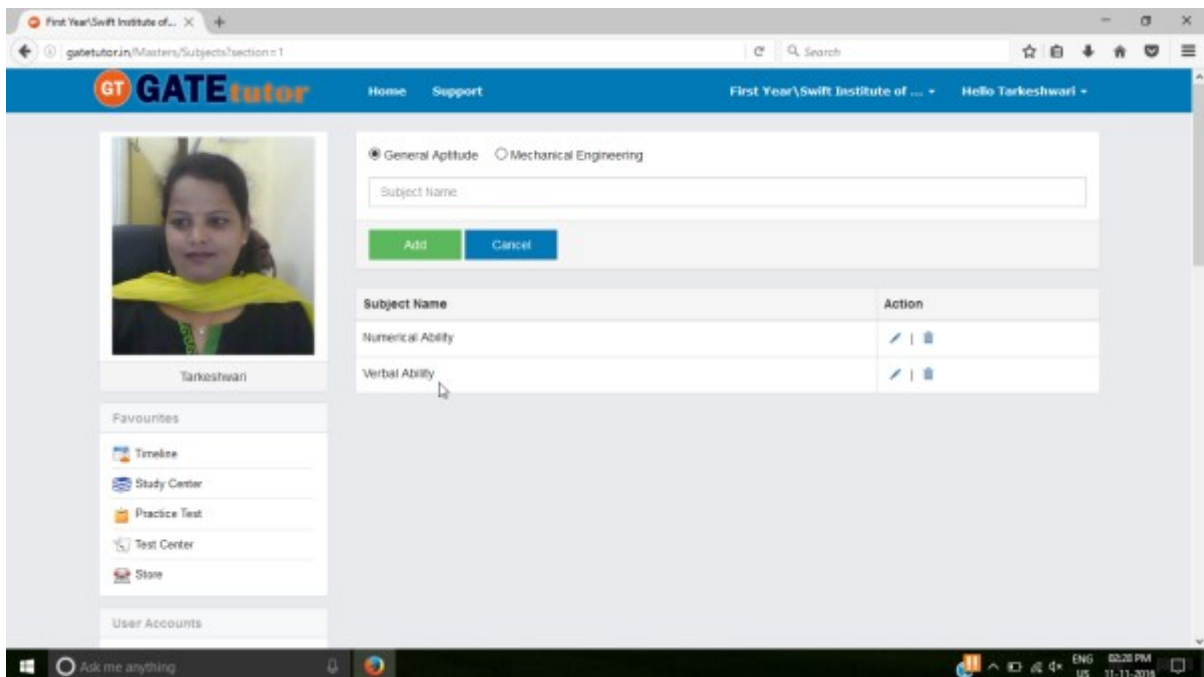 First Year\Swift Institute of...
gatetutor.in/Masters/Subjects?section=1
Search
GT GATEtutor
Home Support First Year\Swift Institute of .... Hello Tarkeshwari
General Aptitude Mechanical Engineering
Subject Name
Add Cancel
Subject Name Action
Numerical Ability
Verbal Ability
Tarkeshwari
Favourites
Timeline
Study Center
Practice Test
Test Center
Store
User Accounts
Ask me anything
ENG 02:28 PM
US 11-11-2016